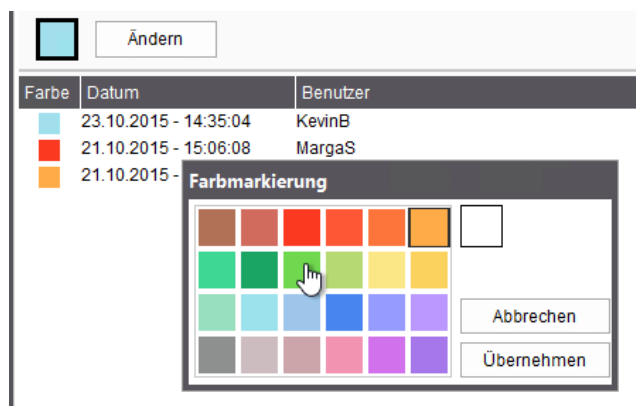 Ändern
Farbe Datum Benutzer
23.10.2015 - 14:35:04 KevinB
21.10.2015 - 15:06:08 MargaS
21.10.2015 -
Farbmarkierung
Abbrechen
Übernehmen